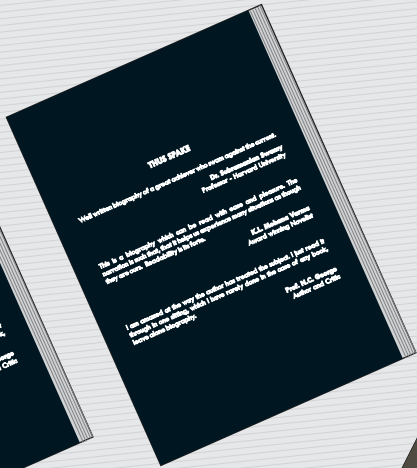 THUS SPAKE
Well written biography of a great achiever who swam against the current.
Dr. Subramanian Swamy
Professor - Harvard University
This is a biography which can be read with ease and pleasure. The
narration is such that, that it helps us experience many situations as though
they are ours. Readability is its forte.
K.L. Mohana Varma
Award winning Novelist
I am amazed at the way the author has treated the subject. I just read it
through in one sitting, which I have rarely done in the case of any book,
leave alone biography.
Prof. M.C. George
Author and Critic
Critic